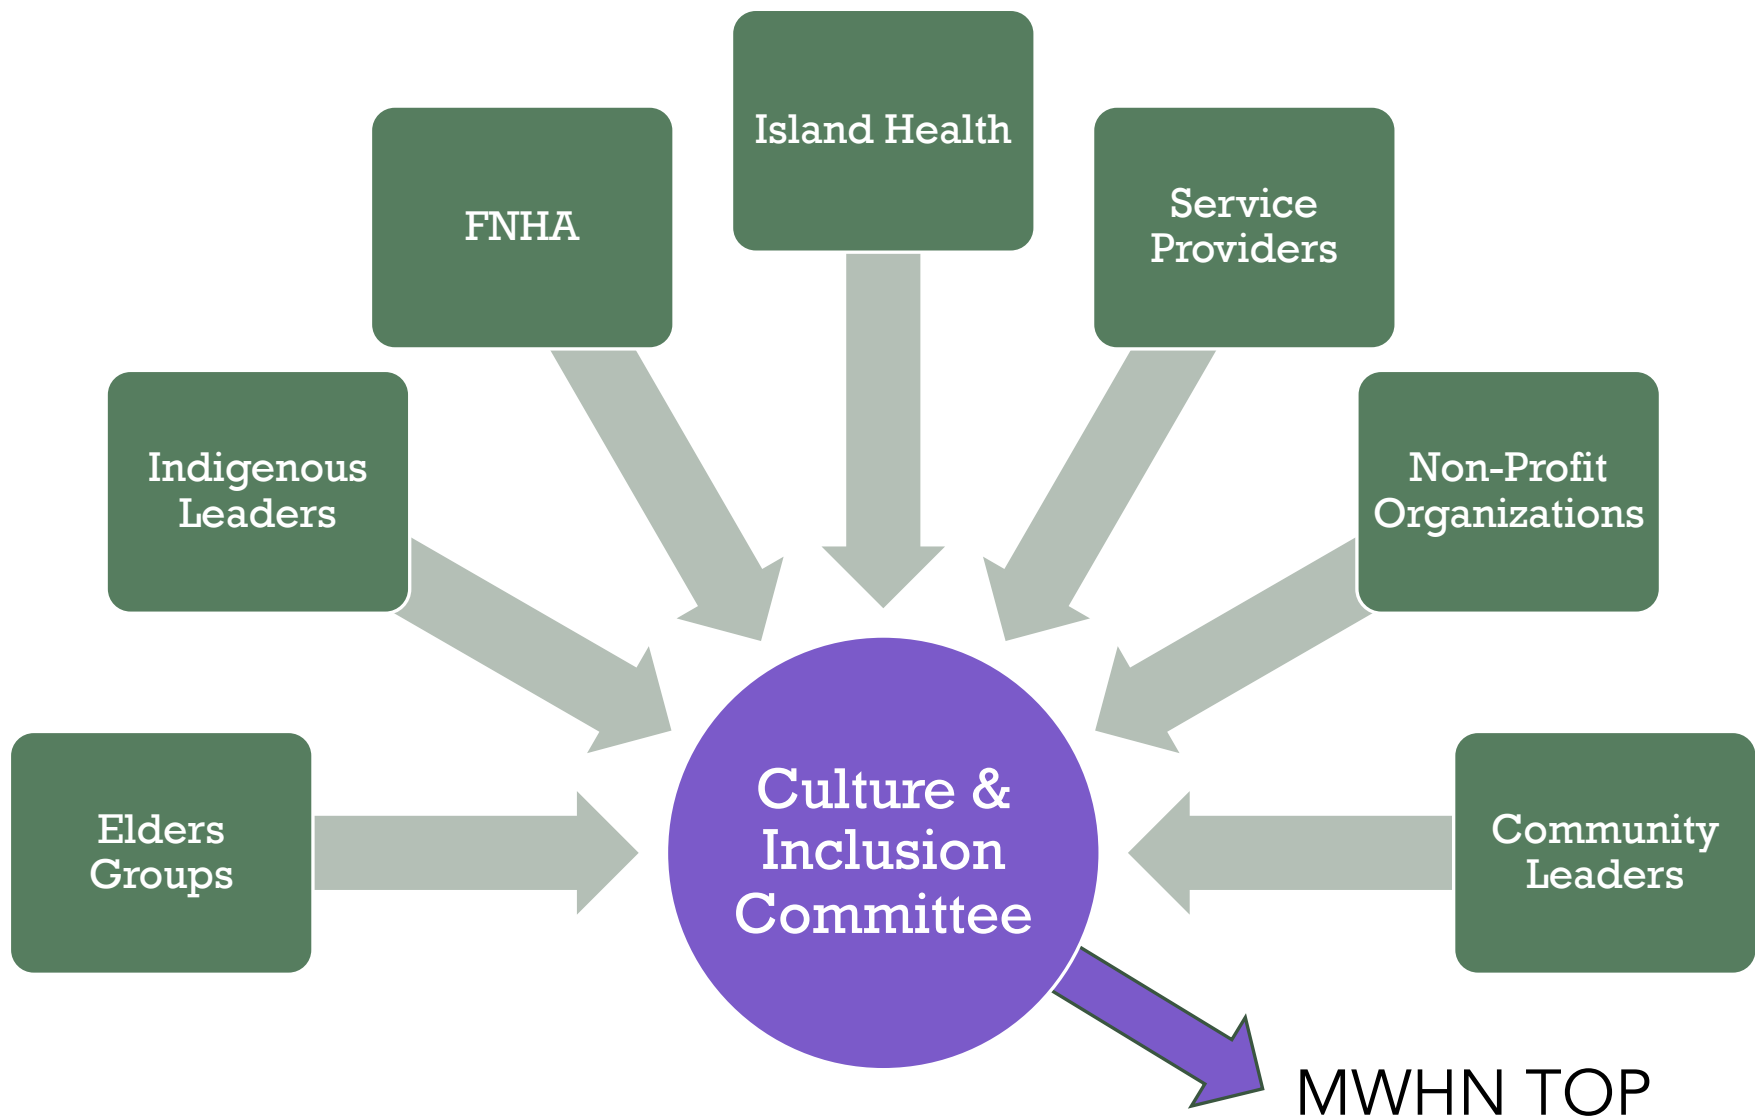 Island Health
FNHA
Service
Providers
Indigenous
Leaders
Non-Profit
Organizations
Elders
Groups
Culture &
Inclusion
Committee
Community
Leaders
MWHN TOP